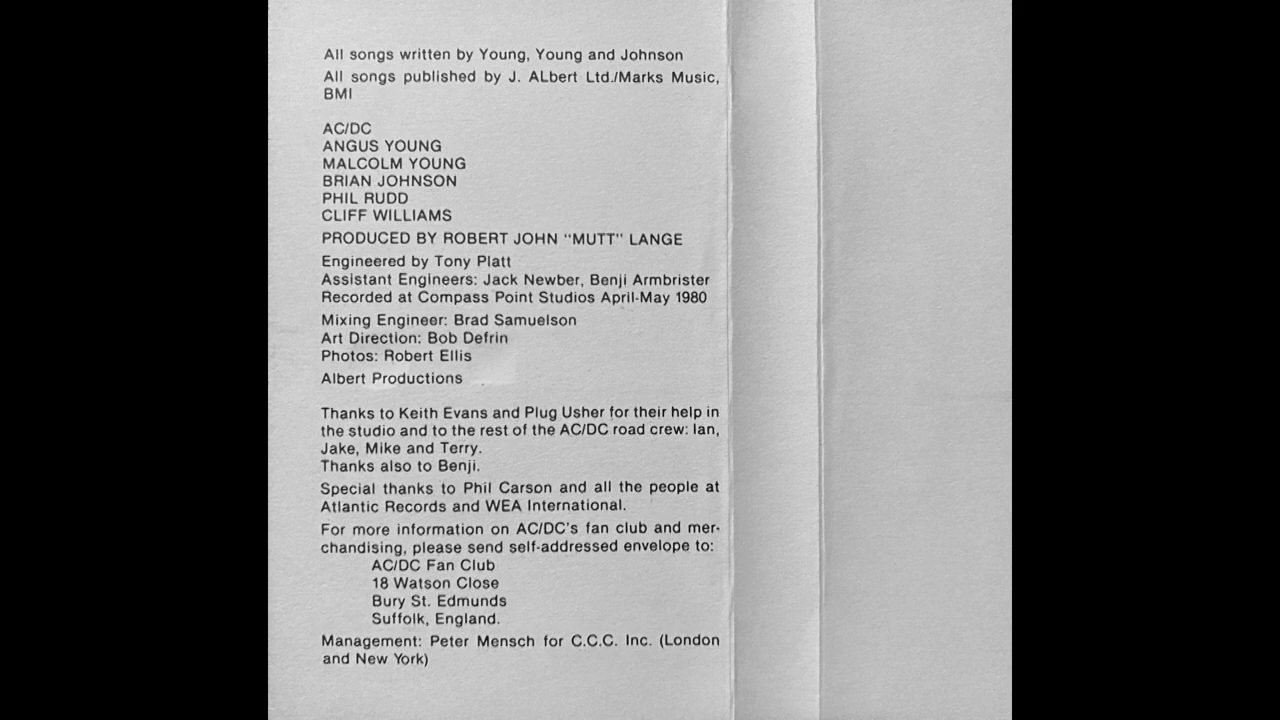 All songs written by Young, Young and Johnson
All songs published by J. ALbert Ltd./Marks Music,
BMI
AC/DC
ANGUS YOUNG
MALCOLM YOUNG
BRIAN JOHNSON
PHIL RUDD
CLIFF WILLIAMS
PRODUCED BY ROBERT JOHN “MUTT” LANGE
Engineered by Tony Platt
Assistant Engineers: Jack Newber, Benji Armbrister
Recorded at Compass Point Studios April-May 1980
Mixing Engineer: Brad Samuelson
Art Direction: Bob Defrin
Photos: Robert Ellis
Albert Productions
Thanks to Keith Evans and Plug Usher for their help in
the studio and to the rest of the AC/DC road crew: Ian,
Jake, Mike and Terry.
Thanks also to Benji.
Special thanks to Phil Carson and all the people at
Atlantic Records and WEA International.
For more information on AC/DC's fan club and mer-
chandising, please send self-addressed envelope to:
AC/DC Fan Club
18 Watson Close
Bury St. Edmunds
Suffolk, England.
Management: Peter Mensch for C.C.C. Inc. (London
and New York)